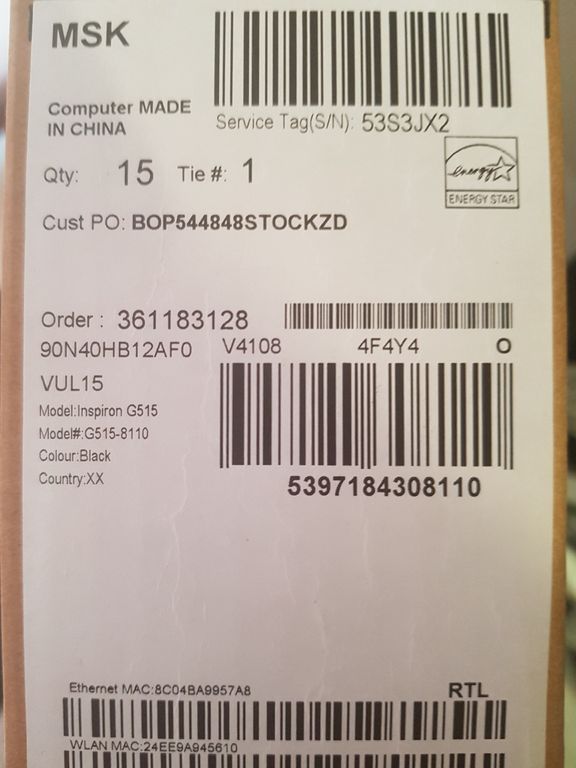 MSK
Computer MADE
IN CHINA
Service Tag(S/N): 53S3JX2
Qty: 15 Tie #: 1
energy
ENERGY STAR
Cust PO: BOP544848STOCKZD
Order : 361183128
90N40HB12AF0 V4108 4F4Y4 O
VUL15
Model:Inspiron G515
Model#:G515-8110
Colour:Black
Country:XX
5397184308110
Ethernet MAC:8C04BA9957A8 RTL
WLAN MAC:24EE9A945610